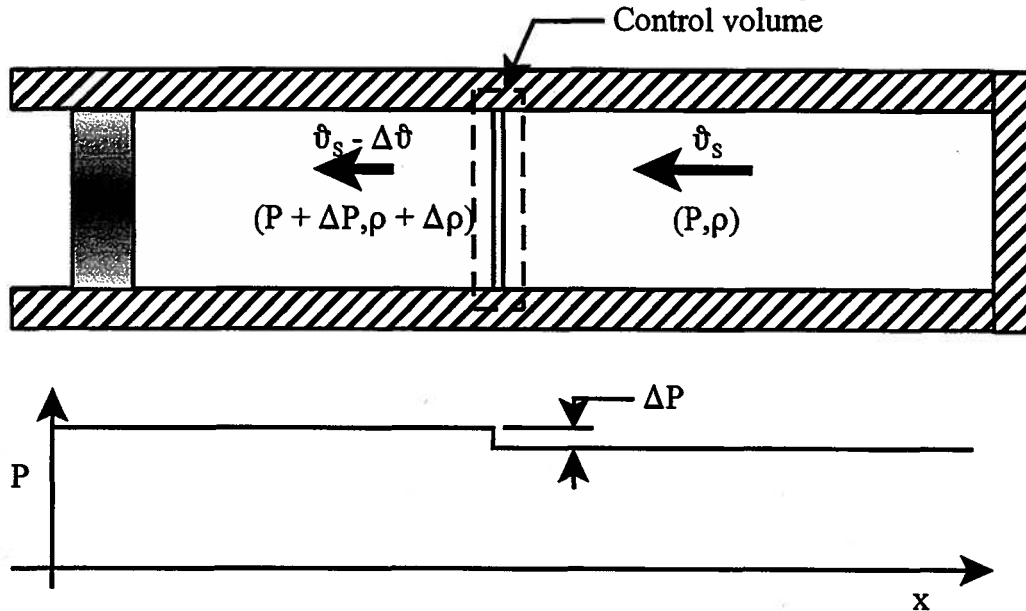 Control volume
ϑs - Δϑ
ϑs
(P + ΔP,ρ + Δρ)
(P,ρ)
ΔP
P
x